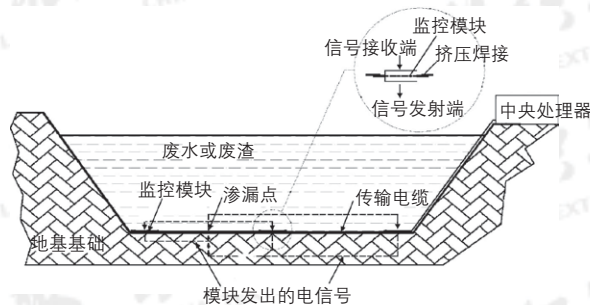 监控模块
信号接收端
挤压焊接
信号发射端
中央处理器
废水或废渣
监控模块
渗漏点
传输电缆
地基基础
模块发出的电信号